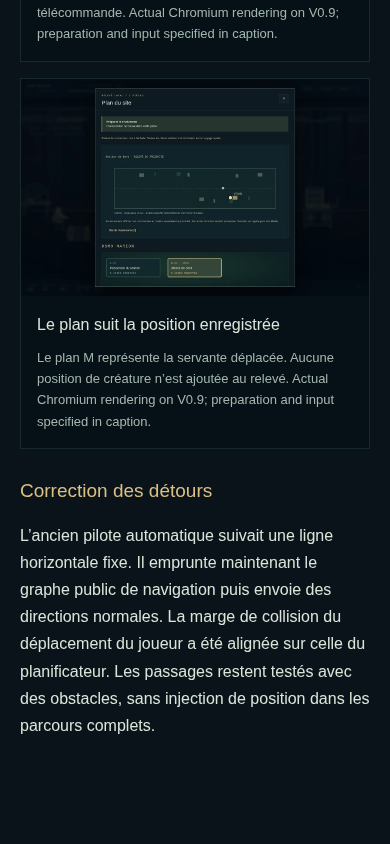 télécommande. Actual Chromium rendering on V0.9;
preparation and input specified in caption.
Plan du site
Le plan suit la position enregistrée
Le plan M représente la servante déplacée. Aucune
position de créature n'est ajoutée au relevé. Actual
Chromium rendering on V0.9; preparation and input
specified in caption.
Correction des détours
L'ancien pilote automatique suivait une ligne
horizontale fixe. Il emprunte maintenant le
graphe public de navigation puis envoie des
directions normales. La marge de collision du
déplacement du joueur a été alignée sur celle du
planificateur. Les passages restent testés avec
des obstacles, sans injection de position dans les
parcours complets.